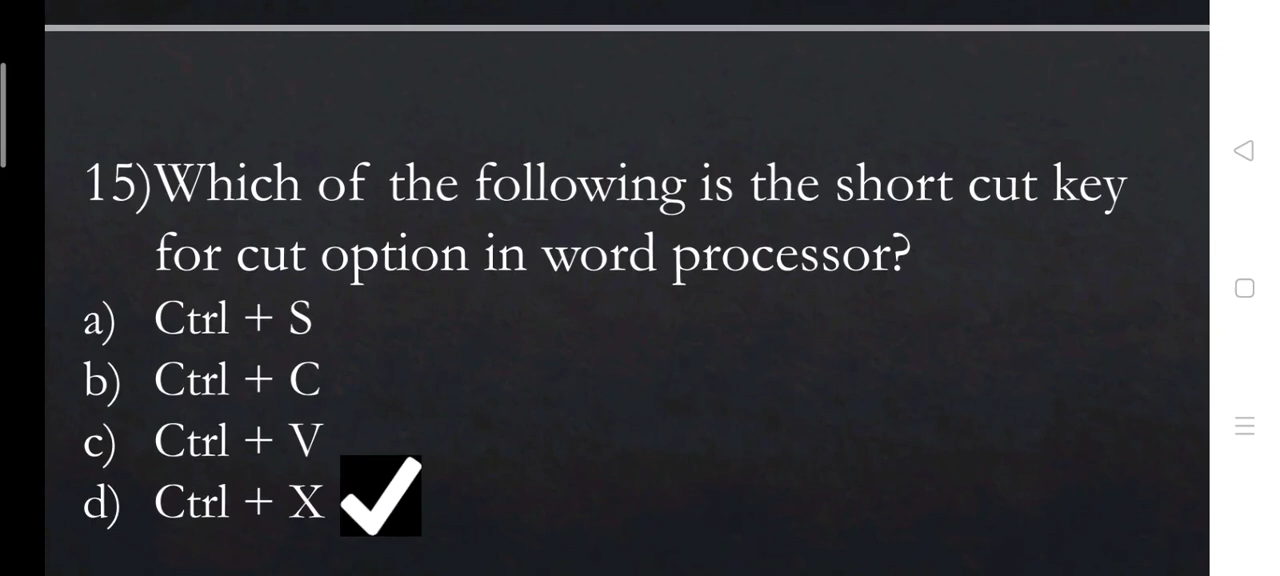 15)Which of the following is the short cut key
for cut option in word processor?
a) Ctrl + S
b) Ctrl + C
c) Ctrl + V
d) Ctrl + X